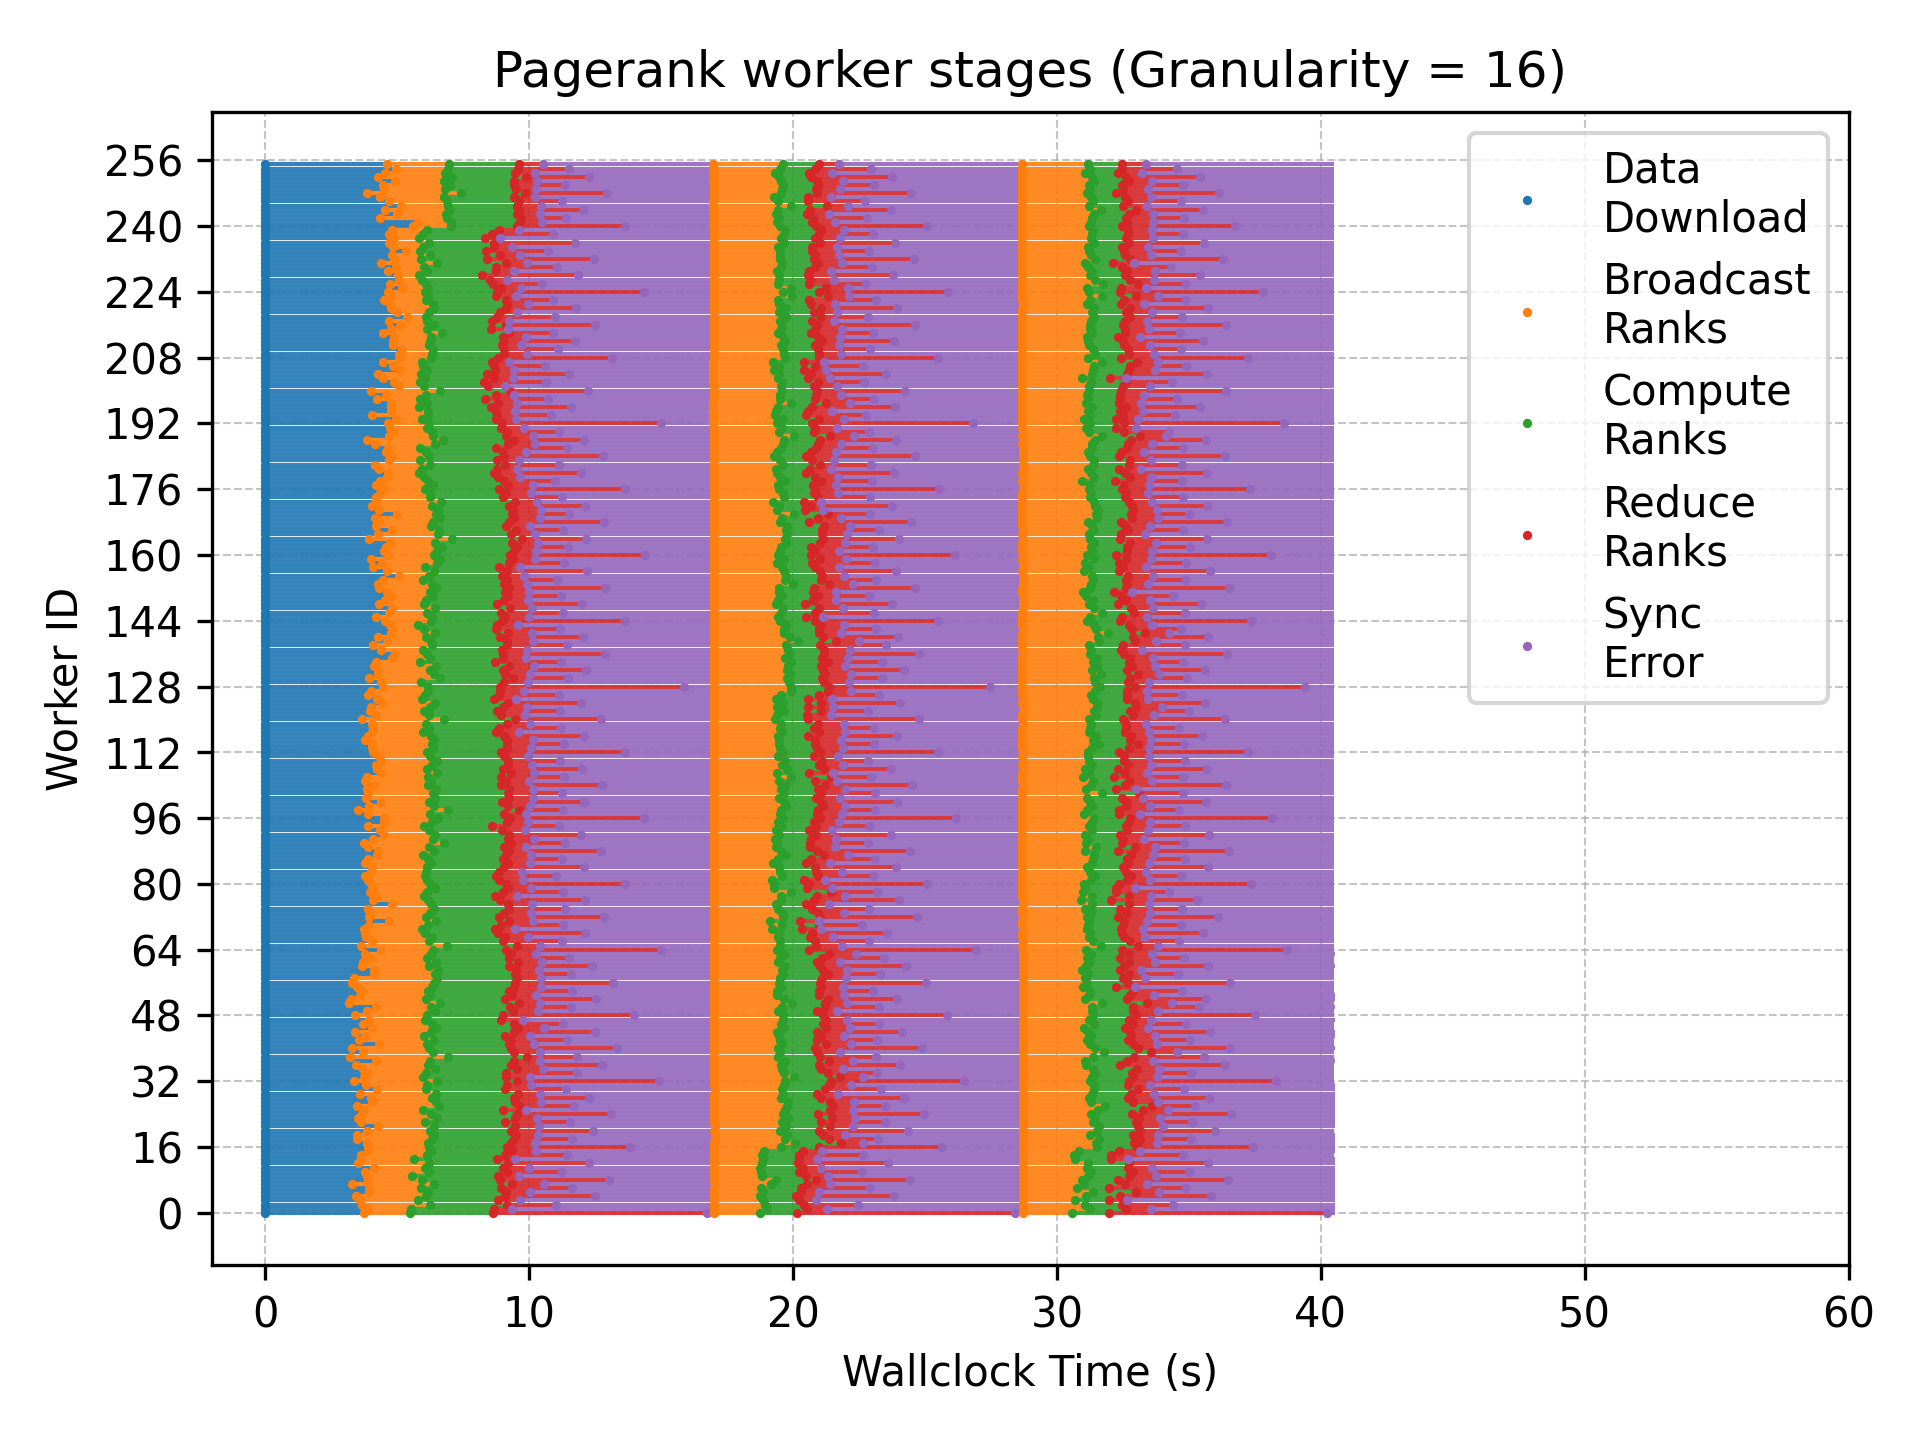 Pagerank worker stages (Granularity = 16)
Worker ID
256
240
224
208
192
176
160
144
128
112
96
80
64
48
32
16
0
0
10
20
30
40
50
60
Wallclock Time (s)
Data
Download
Broadcast
Ranks
Compute
Ranks
Reduce
Ranks
Sync
Error